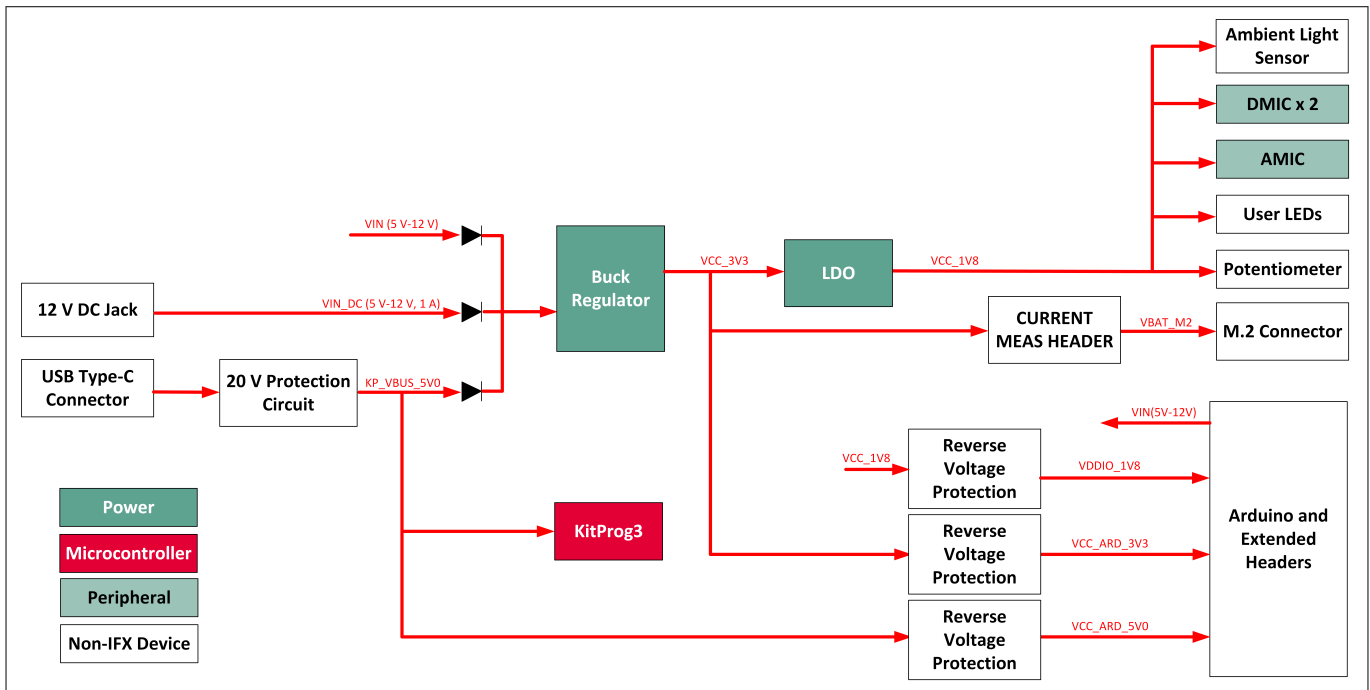 Ambient Light
Sensor
DMIC x 2
AMIC
User LEDs
Potentiometer
VIN (5 V-12 V)
Buck
Regulator
VCC_3V3
LDO
VCC_1V8
12 V DC Jack
VIN_DC (5 V-12 V, 1 A)
CURRENT
MEAS HEADER
VBAT_M2
M.2 Connector
USB Type-C
Connector
20 V Protection
Circuit
KP_VBUS_5V0
VIN(5V-12V)
VCC_1V8
Reverse
Voltage
Protection
VDDIO_1V8
Arduino and
Extended
Headers
KitProg3
Reverse
Voltage
Protection
VCC_ARD_3V3
Reverse
Voltage
Protection
VCC_ARD_5V0
Power
Microcontroller
Peripheral
Non-IFX Device